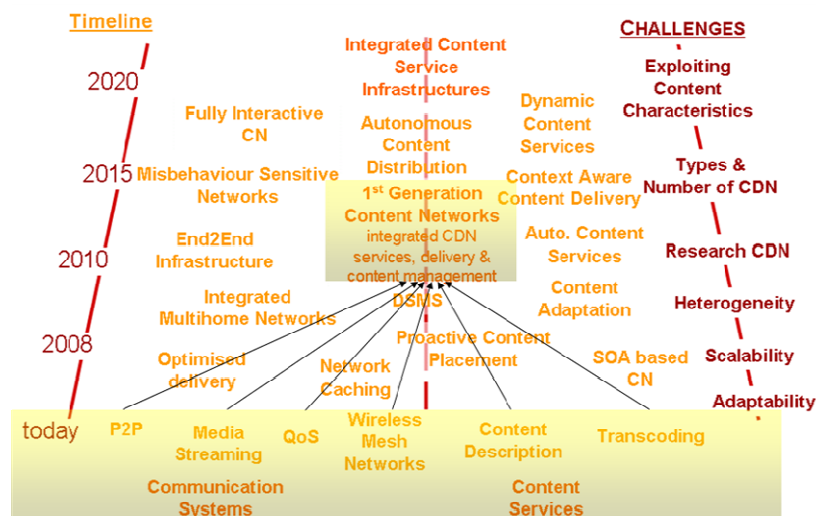 Timeline
CHALLENGES
Integrated Content
Service
Infrastructures
Exploiting
Content
Characteristics
2020
Fully Interactive
CN
Dynamic
Content
Services
Autonomous
Content
Distribution
2015
Misbehaviour Sensitive
Networks
Context Aware
Content Delivery
Types &
Number of CDN
1st Generation
Content Networks
integrated CDN
services, delivery &
content management
2010
End2End
Infrastructure
Auto. Content
Services
Research CDN
Integrated
Multihome Networks
DSMS
Content
Adaptation
Heterogeneity
2008
Optimised
delivery
Network
Caching
Proactive Content
Placement
SOA based
CN
Scalability
Adaptability
today
P2P
Media
Streaming
QoS
Wireless
Mesh
Networks
Content
Description
Transcoding
Communication
Systems
Content
Services